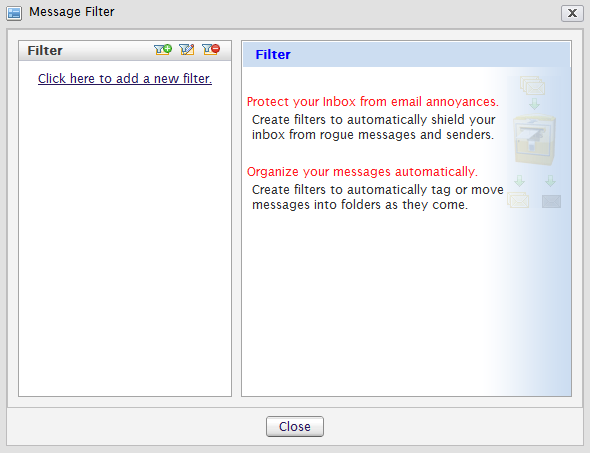 Message Filter
Filter
Click here to add a new filter.
Filter
Protect your Inbox from email annoyances.
Create filters to automatically shield your
inbox from rogue messages and senders.
Organize your messages automatically.
Create filters to automatically tag or move
messages into folders as they come.
Close